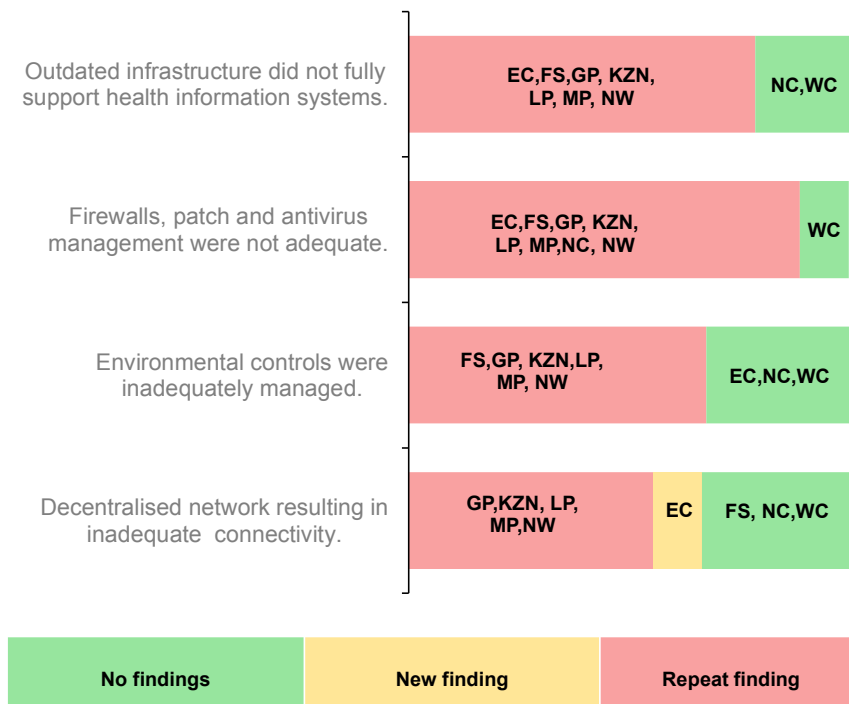 Outdated infrastructure did not fully
support health information systems.
EC,FS,GP, KZN,
LP, MP, NW
NC,WC
Firewalls, patch and antivirus
management were not adequate.
EC,FS,GP, KZN,
LP, MP,NC, NW
WC
Environmental controls were
inadequately managed.
FS,GP, KZN,LP,
MP, NW
EC,NC,WC
Decentralised network resulting in
inadequate  connectivity.
GP,KZN, LP,
MP,NW
EC
FS, NC,WC
No findings
New finding
Repeat finding